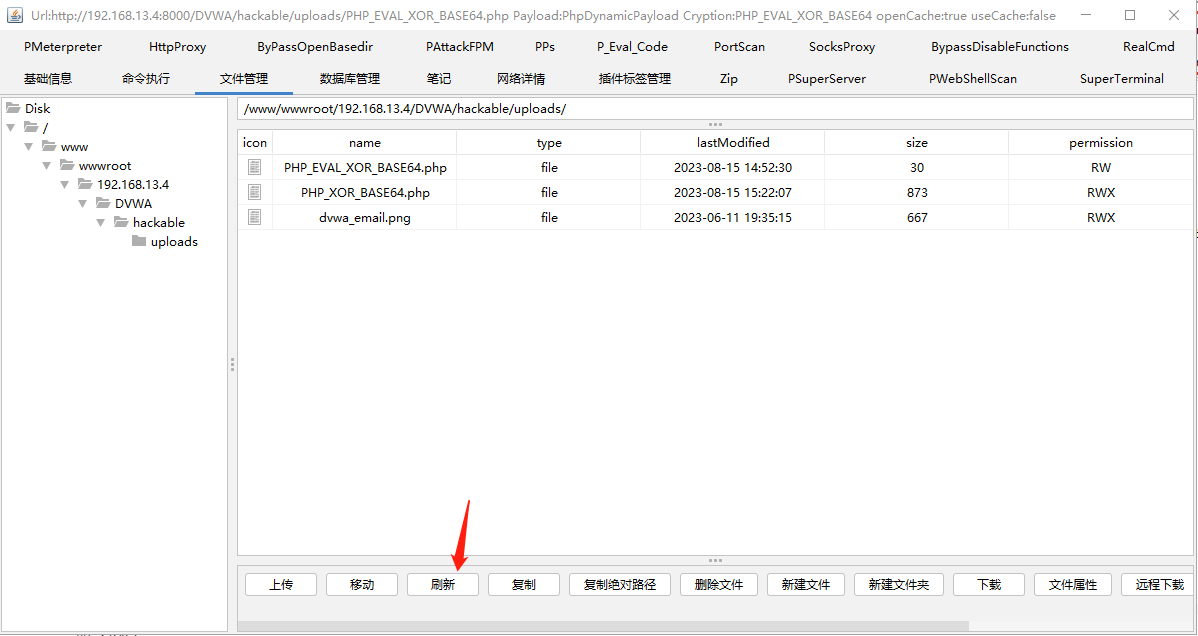 Url:http://192.168.13.4:8000/DVWA/hackable/uploads/PHP_EVAL_XOR_BASE64.php Payload:PhpDynamicPayload Cryption:PHP_EVAL_XOR_BASE64 openCache:true useCache:false
PMeterpreter HttpProxy ByPassOpenBasedir PAttackFPM PPs P_Eval_Code PortScan SocksProxy BypassDisableFunctions RealCmd
基础信息 命令执行 文件管理 数据库管理 笔记 网络详情 插件标签管理 Zip PSuperServer PWebShellScan SuperTerminal
Disk
/
www
wwwroot
192.168.13.4
DVWA
hackable
uploads
/www/wwwroot/192.168.13.4/DVWA/hackable/uploads/
icon name type lastModified size permission
PHP_EVAL_XOR_BASE64.php file 2023-08-15 14:52:30 30 RW
PHP_XOR_BASE64.php file 2023-08-15 15:22:07 873 RWX
dvwa_email.png file 2023-06-11 19:35:15 667 RWX
上传 移动 刷新 复制 复制绝对路径 删除文件 新建文件 新建文件夹 下载 文件属性 远程下载